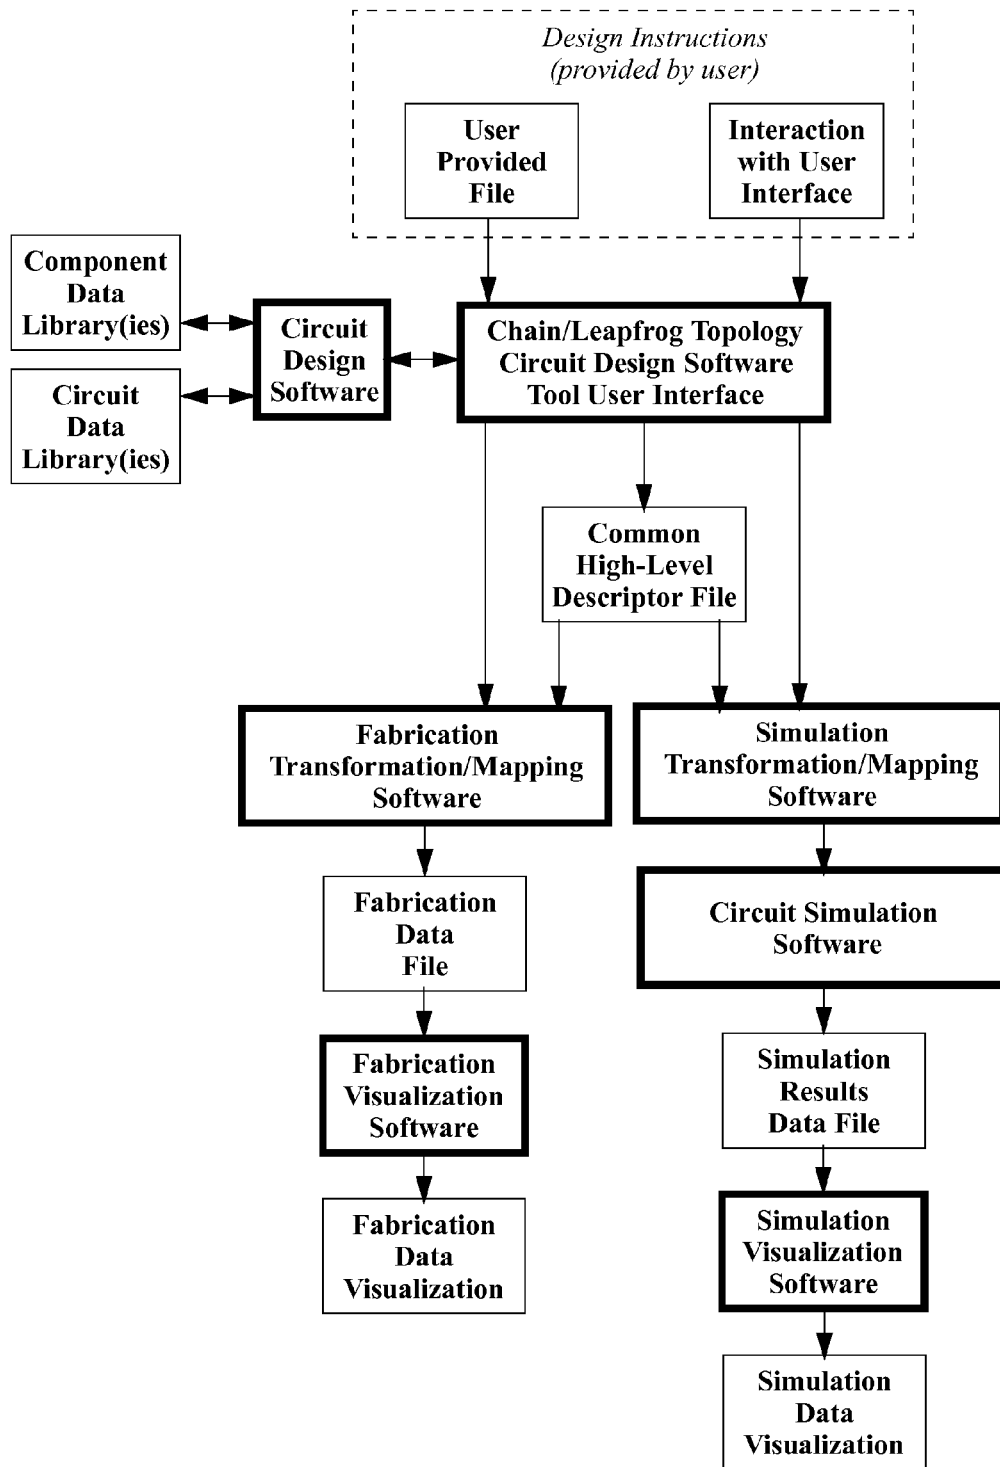 Design Instructions
(provided by user)
User
Provided
File
Interaction
with User
Interface
Component
Data
Library(ies)
Circuit
Data
Library(ies)
Circuit
Design
Software
Chain/Leapfrog Topology
Circuit Design Software
Tool User Interface
Common
High-Level
Descriptor File
Fabrication
Transformation/Mapping
Software
Simulation
Transformation/Mapping
Software
Fabrication
Data
File
Circuit Simulation
Software
Fabrication
Visualization
Software
Simulation
Results
Data File
Fabrication
Data
Visualization
Simulation
Visualization
Software
Simulation
Data
Visualization